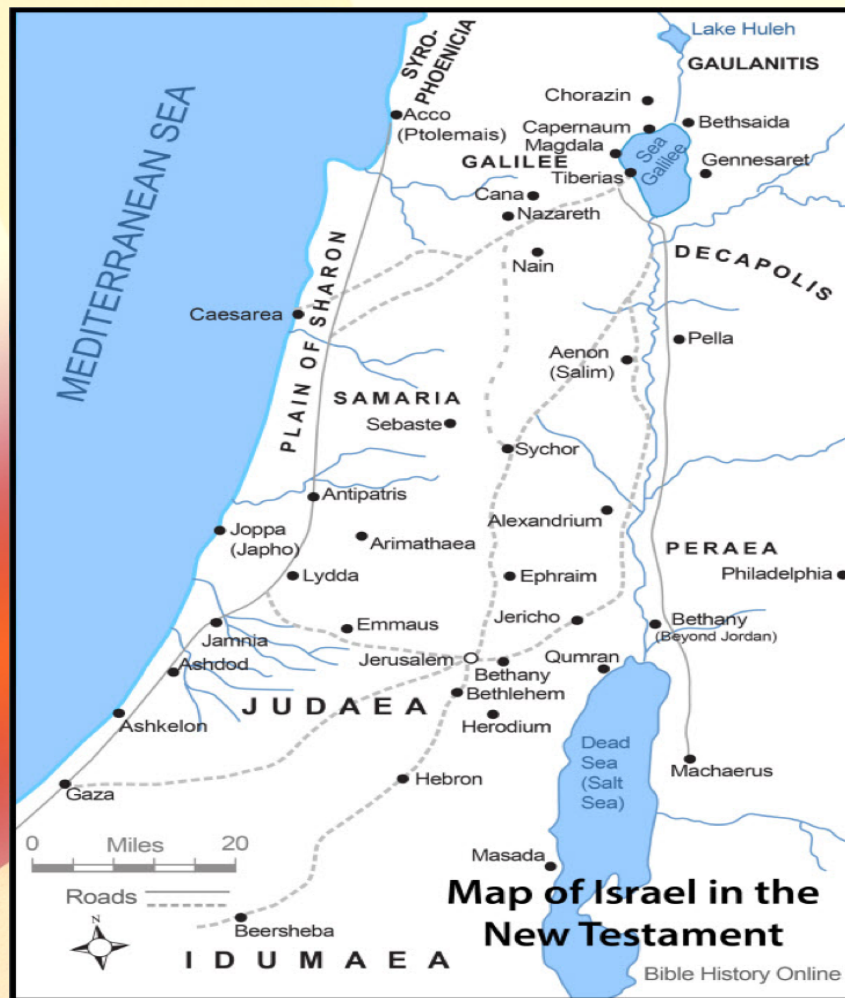 Lake Huleh
MEDITERRANEAN SEA
SYRO-
PHOENICIA
GAULANITIS
Chorazin
Acco
(Ptolemais)
Capernaum
Bethsaida
Magdala
GALILEE
Sea
Galilee
Gennesaret
Tiberias
Cana
Nazareth
Nain
DECAPOLIS
Caesarea
PLAIN OF SHARON
Pella
Aenon
(Salim)
SAMARIA
Sebaste
Sychor
Antipatris
Alexandrium
Joppa
(Japho)
Arimathaea
PERAEA
Lydda
Ephraim
Philadelphia
Jamnia
Emmaus
Jericho
Bethany
(Beyond Jordan)
Jerusalem
Bethany
Qumran
Ashdod
Bethlehem
JUDAEA
Herodium
Ashkelon
Dead
Sea
(Salt
Sea)
Machaerus
Gaza
Hebron
0 Miles 20
Masada
Roads
Map of Israel in the
New Testament
N
Beersheba
IDUMAEA
Bible History Online